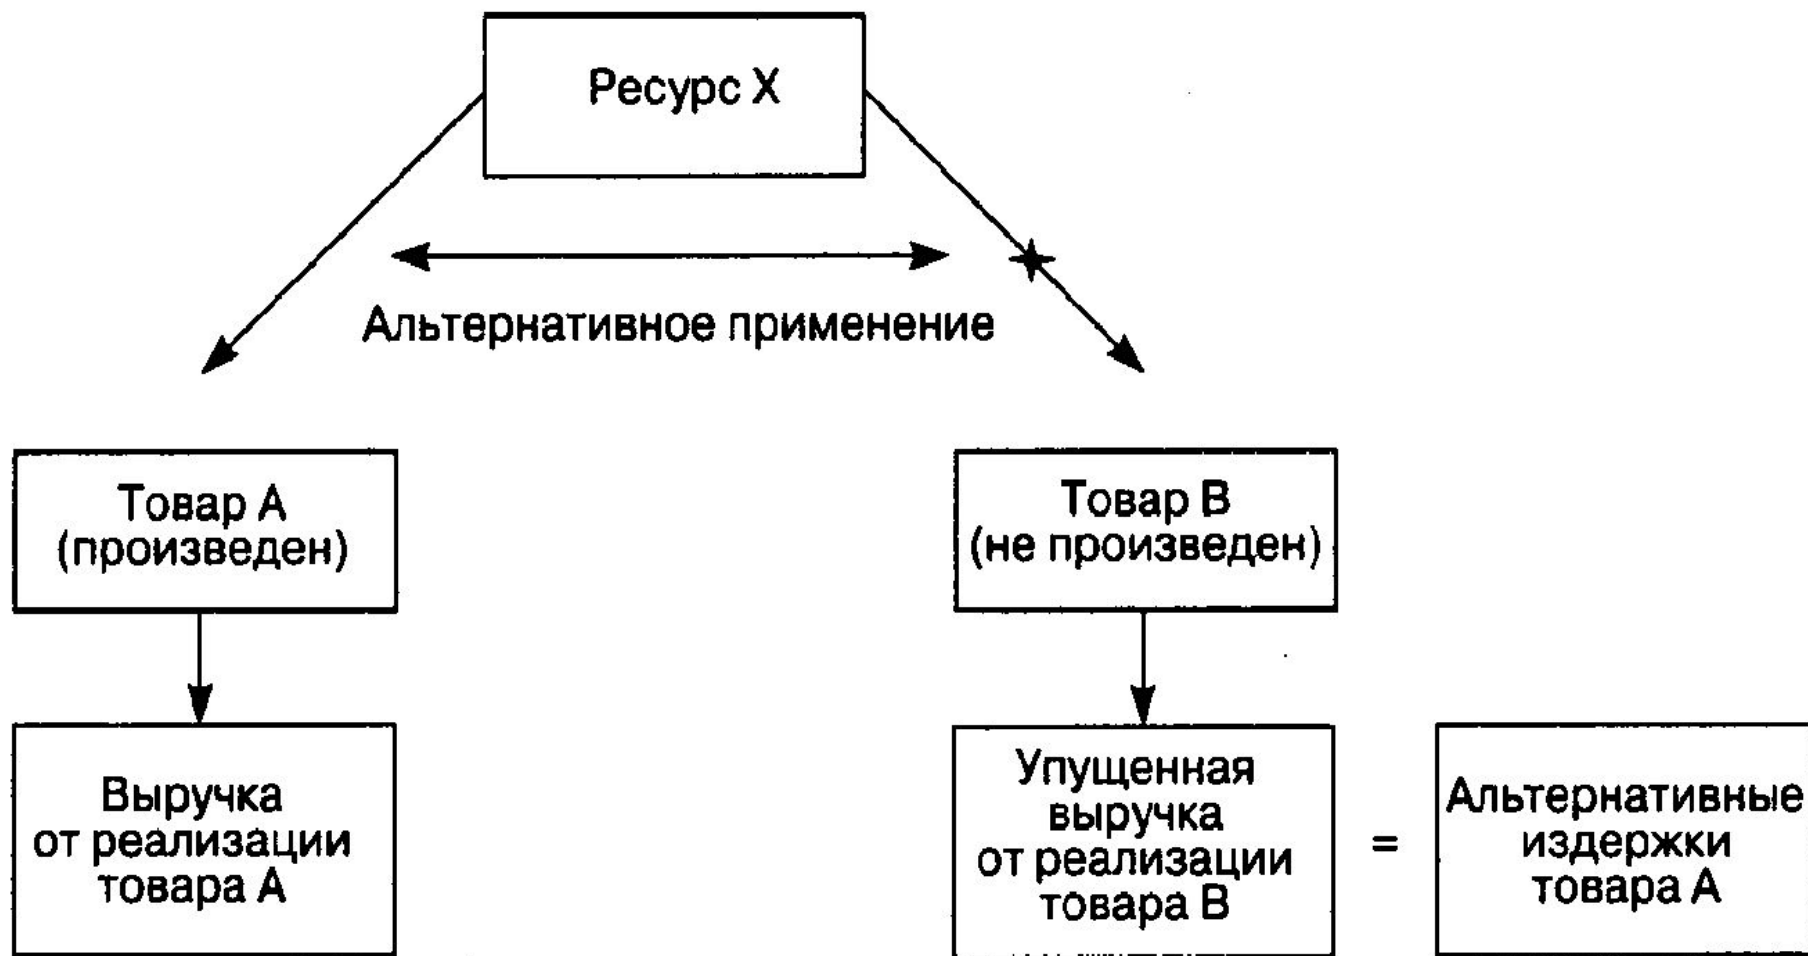 Ресурс X
Альтернативное применение
Товар А
(произведен)
Товар В
(не произведен)
Выручка
от реализации
товара А
Упущенная
выручка
от реализации
товара В
=
Альтернативные
издержки
товара А